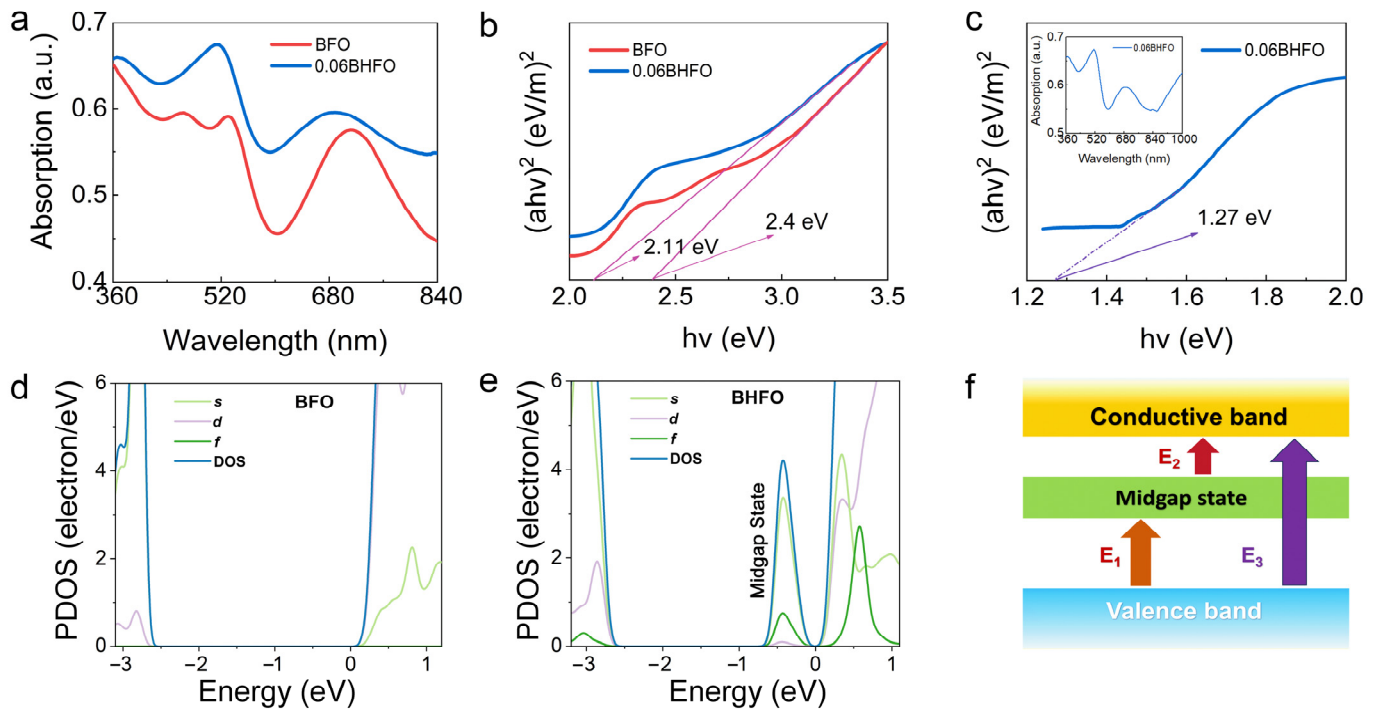 a
0.7
0.6
0.5
0.4
Absorption (a.u.)
BFO
0.06BHFO
360 520 680 840
Wavelength (nm)
b
(ahv)² (eV/m)²
BFO
0.06BHFO
2.11 eV
2.4 eV
2.0 2.5 3.0 3.5
hv (eV)
c
(ahv)² (eV/m)²
0.7
0.6
0.5
Absorption (a.u.)
0.06BHFO
360 520 680 840 1000
Wavelength (nm)
0.06BHFO
1.27 eV
1.2 1.4 1.6 1.8 2.0
hv (eV)
d
6
4
2
0
PDOS (electron/eV)
s
d
f
DOS
BFO
−3 −2 −1 0 1
Energy (eV)
e
6
4
2
0
PDOS (electron/eV)
s
d
f
DOS
BHFO
Midgap State
−3 −2 −1 0 1
Energy (eV)
f
Conductive band
E₂
Midgap state
E₁
E₃
Valence band